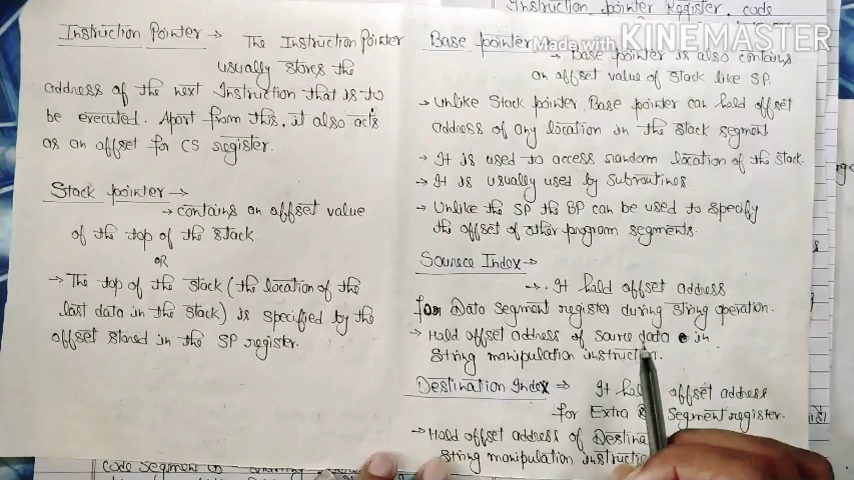 Instruction Pointer →
The Instruction Pointer
usually stores the
address of the next Instruction that is to
be executed. Apart from this, it also acts
as an offset for CS register.
Stack pointer →
→ contains an offset value
of the top of the stack.
OR
→ The top of the stack (the location of the
last data in the stack) is specified by the
offset stored in the SP register.
Instruction pointer Register, code
Made with KINEMASTER
Base pointer
→ Base pointer is also contains
an offset value of stack like SP.
→ Unlike Stack pointer, Base pointer can hold offset
address of any location in the stack segment
→ It is used to access random location of the stack.
→ It is usually used by subroutines.
→ Unlike the SP the BP can be used to specify
the offset of other program segments.
Source Index →
→ It hold offset address
for Data segment register during string operation.
→ Hold offset address of source data in
string manipulation instruction.
Destination Index ⇒ It hold offset address
for Extra Segment register.
→ Hold offset address of Destina
string manipulation instructio
code segment